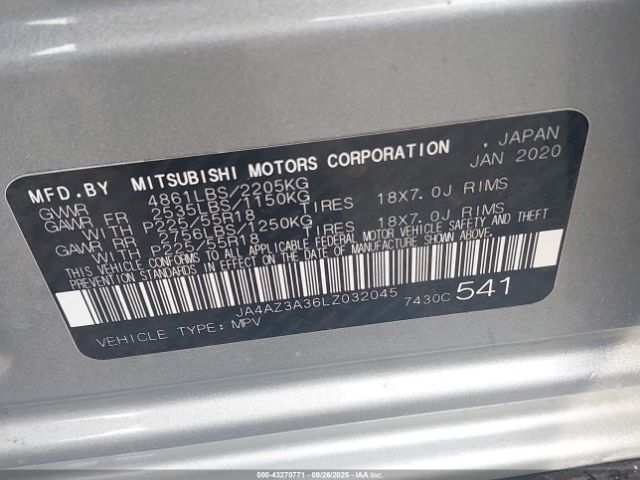 MFD.BY MITSUBISHI MOTORS CORPORATION . JAPAN
JAN 2020
GVWR 4861LBS/2205KG
GAWR FR 2535LBS/1150KG
WITH P225/55R18 TIRES 18X7.0J RIMS
GAWR RR 2756LBS/1250KG
WITH P225/55R18 TIRES 18X7.0J RIMS
THIS VEHICLE CONFORMS TO ALL APPLICABLE FEDERAL MOTOR VEHICLE SAFETY AND THEFT
PREVENTION STANDARDS IN EFFECT ON THE DATE OF MANUFACTURE SHOWN ABOVE.
JA4AZ3A36LZ032045 7430C 541
VEHICLE TYPE: MPV
000-43270771 - 09/26/2025 - IAAI.COM